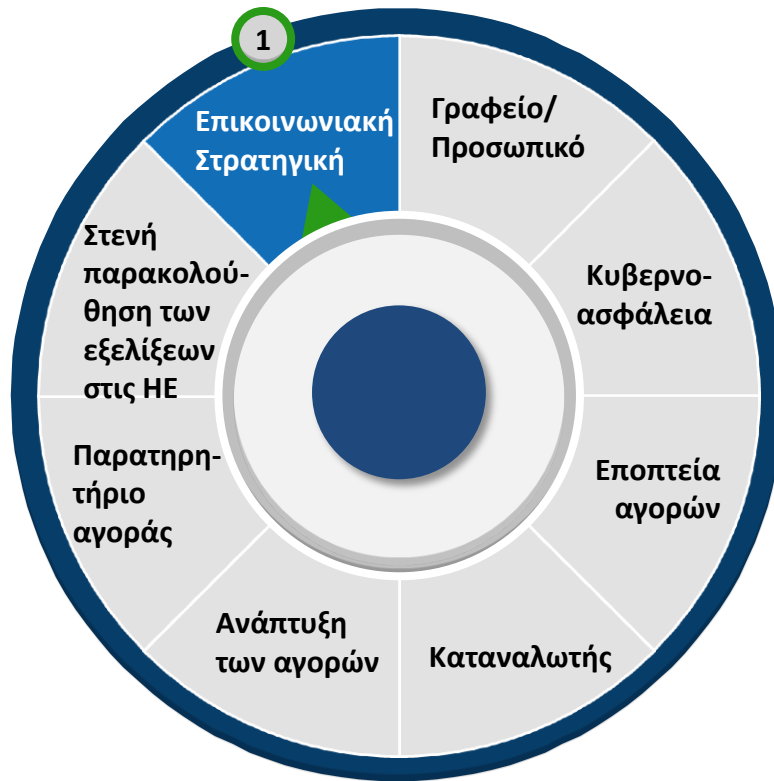 1
Επικοινωνιακή
Στρατηγική
Γραφείο/
Προσωπικό
Κυβερνο-
ασφάλεια
Εποπτεία
αγορών
Καταναλωτής
Ανάπτυξη
των αγορών
Παρατηρη-
τήριο
αγοράς
Στενή
παρακολού-
θηση των
εξελίξεων
στις ΗΕ